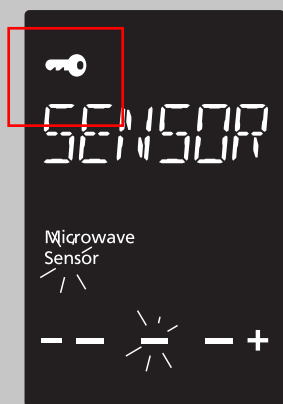 SENSOR
Microwave
Sensor
- - - - +